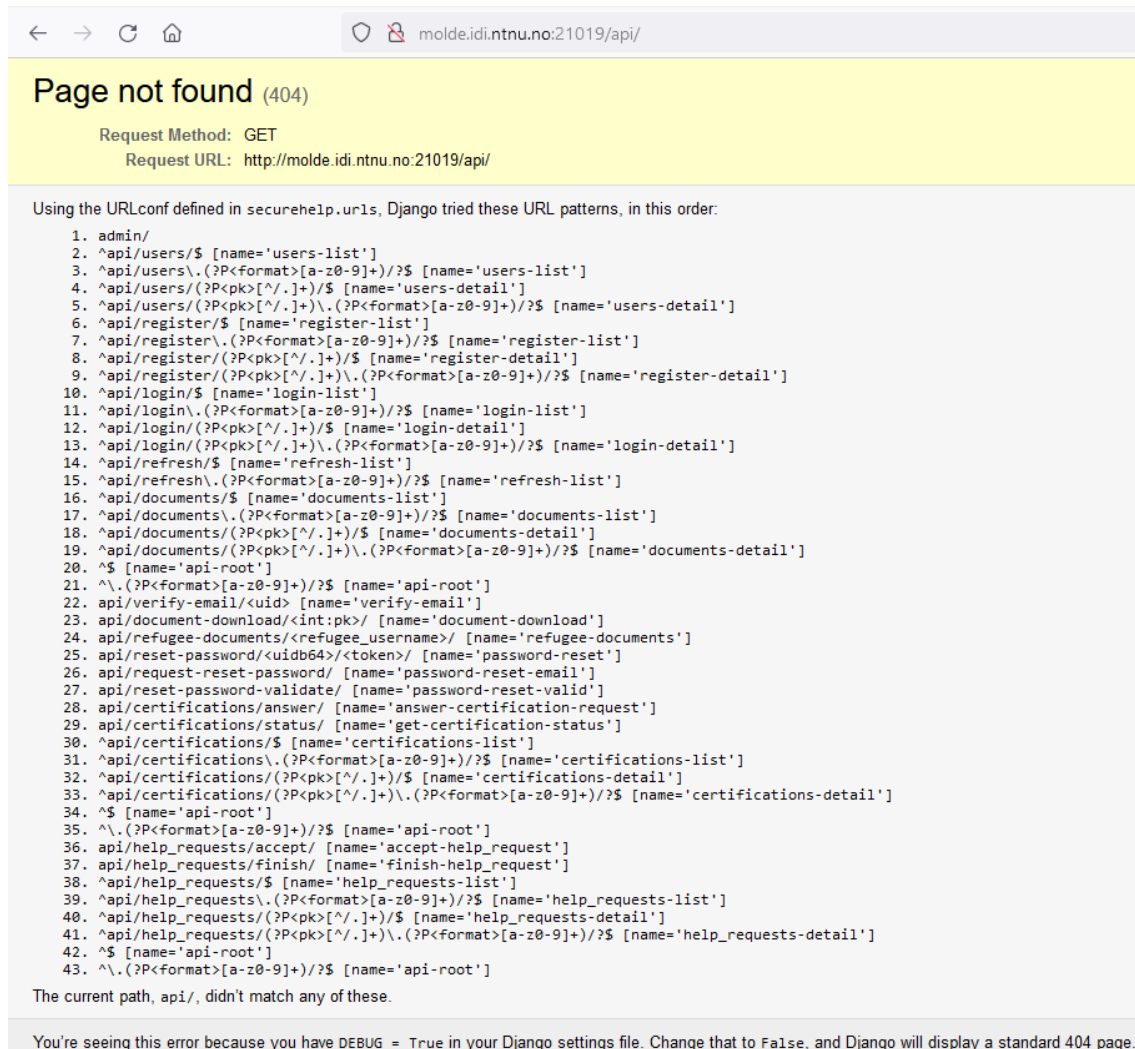 molde.idi.ntnu.no:21019/api/
Page not found (404)
Request Method: GET
Request URL: http://molde.idi.ntnu.no:21019/api/
Using the URLconf defined in securehelp.urls, Django tried these URL patterns, in this order:
1. admin/
2. ^api/users/$ [name='users-list']
3. ^api/users\.(?P<format>[a-z0-9]+)/?$ [name='users-list']
4. ^api/users/(?P<pk>[^/.]+)/$ [name='users-detail']
5. ^api/users/(?P<pk>[^/.]+)\.(?P<format>[a-z0-9]+)/?$ [name='users-detail']
6. ^api/register/$ [name='register-list']
7. ^api/register\.(?P<format>[a-z0-9]+)/?$ [name='register-list']
8. ^api/register/(?P<pk>[^/.]+)/$ [name='register-detail']
9. ^api/register/(?P<pk>[^/.]+)\.(?P<format>[a-z0-9]+)/?$ [name='register-detail']
10. ^api/login/$ [name='login-list']
11. ^api/login\.(?P<format>[a-z0-9]+)/?$ [name='login-list']
12. ^api/login/(?P<pk>[^/.]+)/$ [name='login-detail']
13. ^api/login/(?P<pk>[^/.]+)\.(?P<format>[a-z0-9]+)/?$ [name='login-detail']
14. ^api/refresh/$ [name='refresh-list']
15. ^api/refresh\.(?P<format>[a-z0-9]+)/?$ [name='refresh-list']
16. ^api/documents/$ [name='documents-list']
17. ^api/documents\.(?P<format>[a-z0-9]+)/?$ [name='documents-list']
18. ^api/documents/(?P<pk>[^/.]+)/$ [name='documents-detail']
19. ^api/documents/(?P<pk>[^/.]+)\.(?P<format>[a-z0-9]+)/?$ [name='documents-detail']
20. ^$ [name='api-root']
21. ^\.(?P<format>[a-z0-9]+)/?$ [name='api-root']
22. api/verify-email/<uid> [name='verify-email']
23. api/document-download/<int:pk>/ [name='document-download']
24. api/refugee-documents/<refugee_username>/ [name='refugee-documents']
25. api/reset-password/<uidb64>/<token>/ [name='password-reset']
26. api/request-reset-password/ [name='password-reset-email']
27. api/reset-password-validate/ [name='password-reset-valid']
28. api/certifications/answer/ [name='answer-certification-request']
29. api/certifications/status/ [name='get-certification-status']
30. ^api/certifications/$ [name='certifications-list']
31. ^api/certifications\.(?P<format>[a-z0-9]+)/?$ [name='certifications-list']
32. ^api/certifications/(?P<pk>[^/.]+)/$ [name='certifications-detail']
33. ^api/certifications/(?P<pk>[^/.]+)\.(?P<format>[a-z0-9]+)/?$ [name='certifications-detail']
34. ^$ [name='api-root']
35. ^\.(?P<format>[a-z0-9]+)/?$ [name='api-root']
36. api/help_requests/accept/ [name='accept-help_request']
37. api/help_requests/finish/ [name='finish-help_request']
38. ^api/help_requests/$ [name='help_requests-list']
39. ^api/help_requests\.(?P<format>[a-z0-9]+)/?$ [name='help_requests-list']
40. ^api/help_requests/(?P<pk>[^/.]+)/$ [name='help_requests-detail']
41. ^api/help_requests/(?P<pk>[^/.]+)\.(?P<format>[a-z0-9]+)/?$ [name='help_requests-detail']
42. ^$ [name='api-root']
43. ^\.(?P<format>[a-z0-9]+)/?$ [name='api-root']
The current path, api/, didn't match any of these.
You're seeing this error because you have DEBUG = True in your Django settings file. Change that to False, and Django will display a standard 404 page.